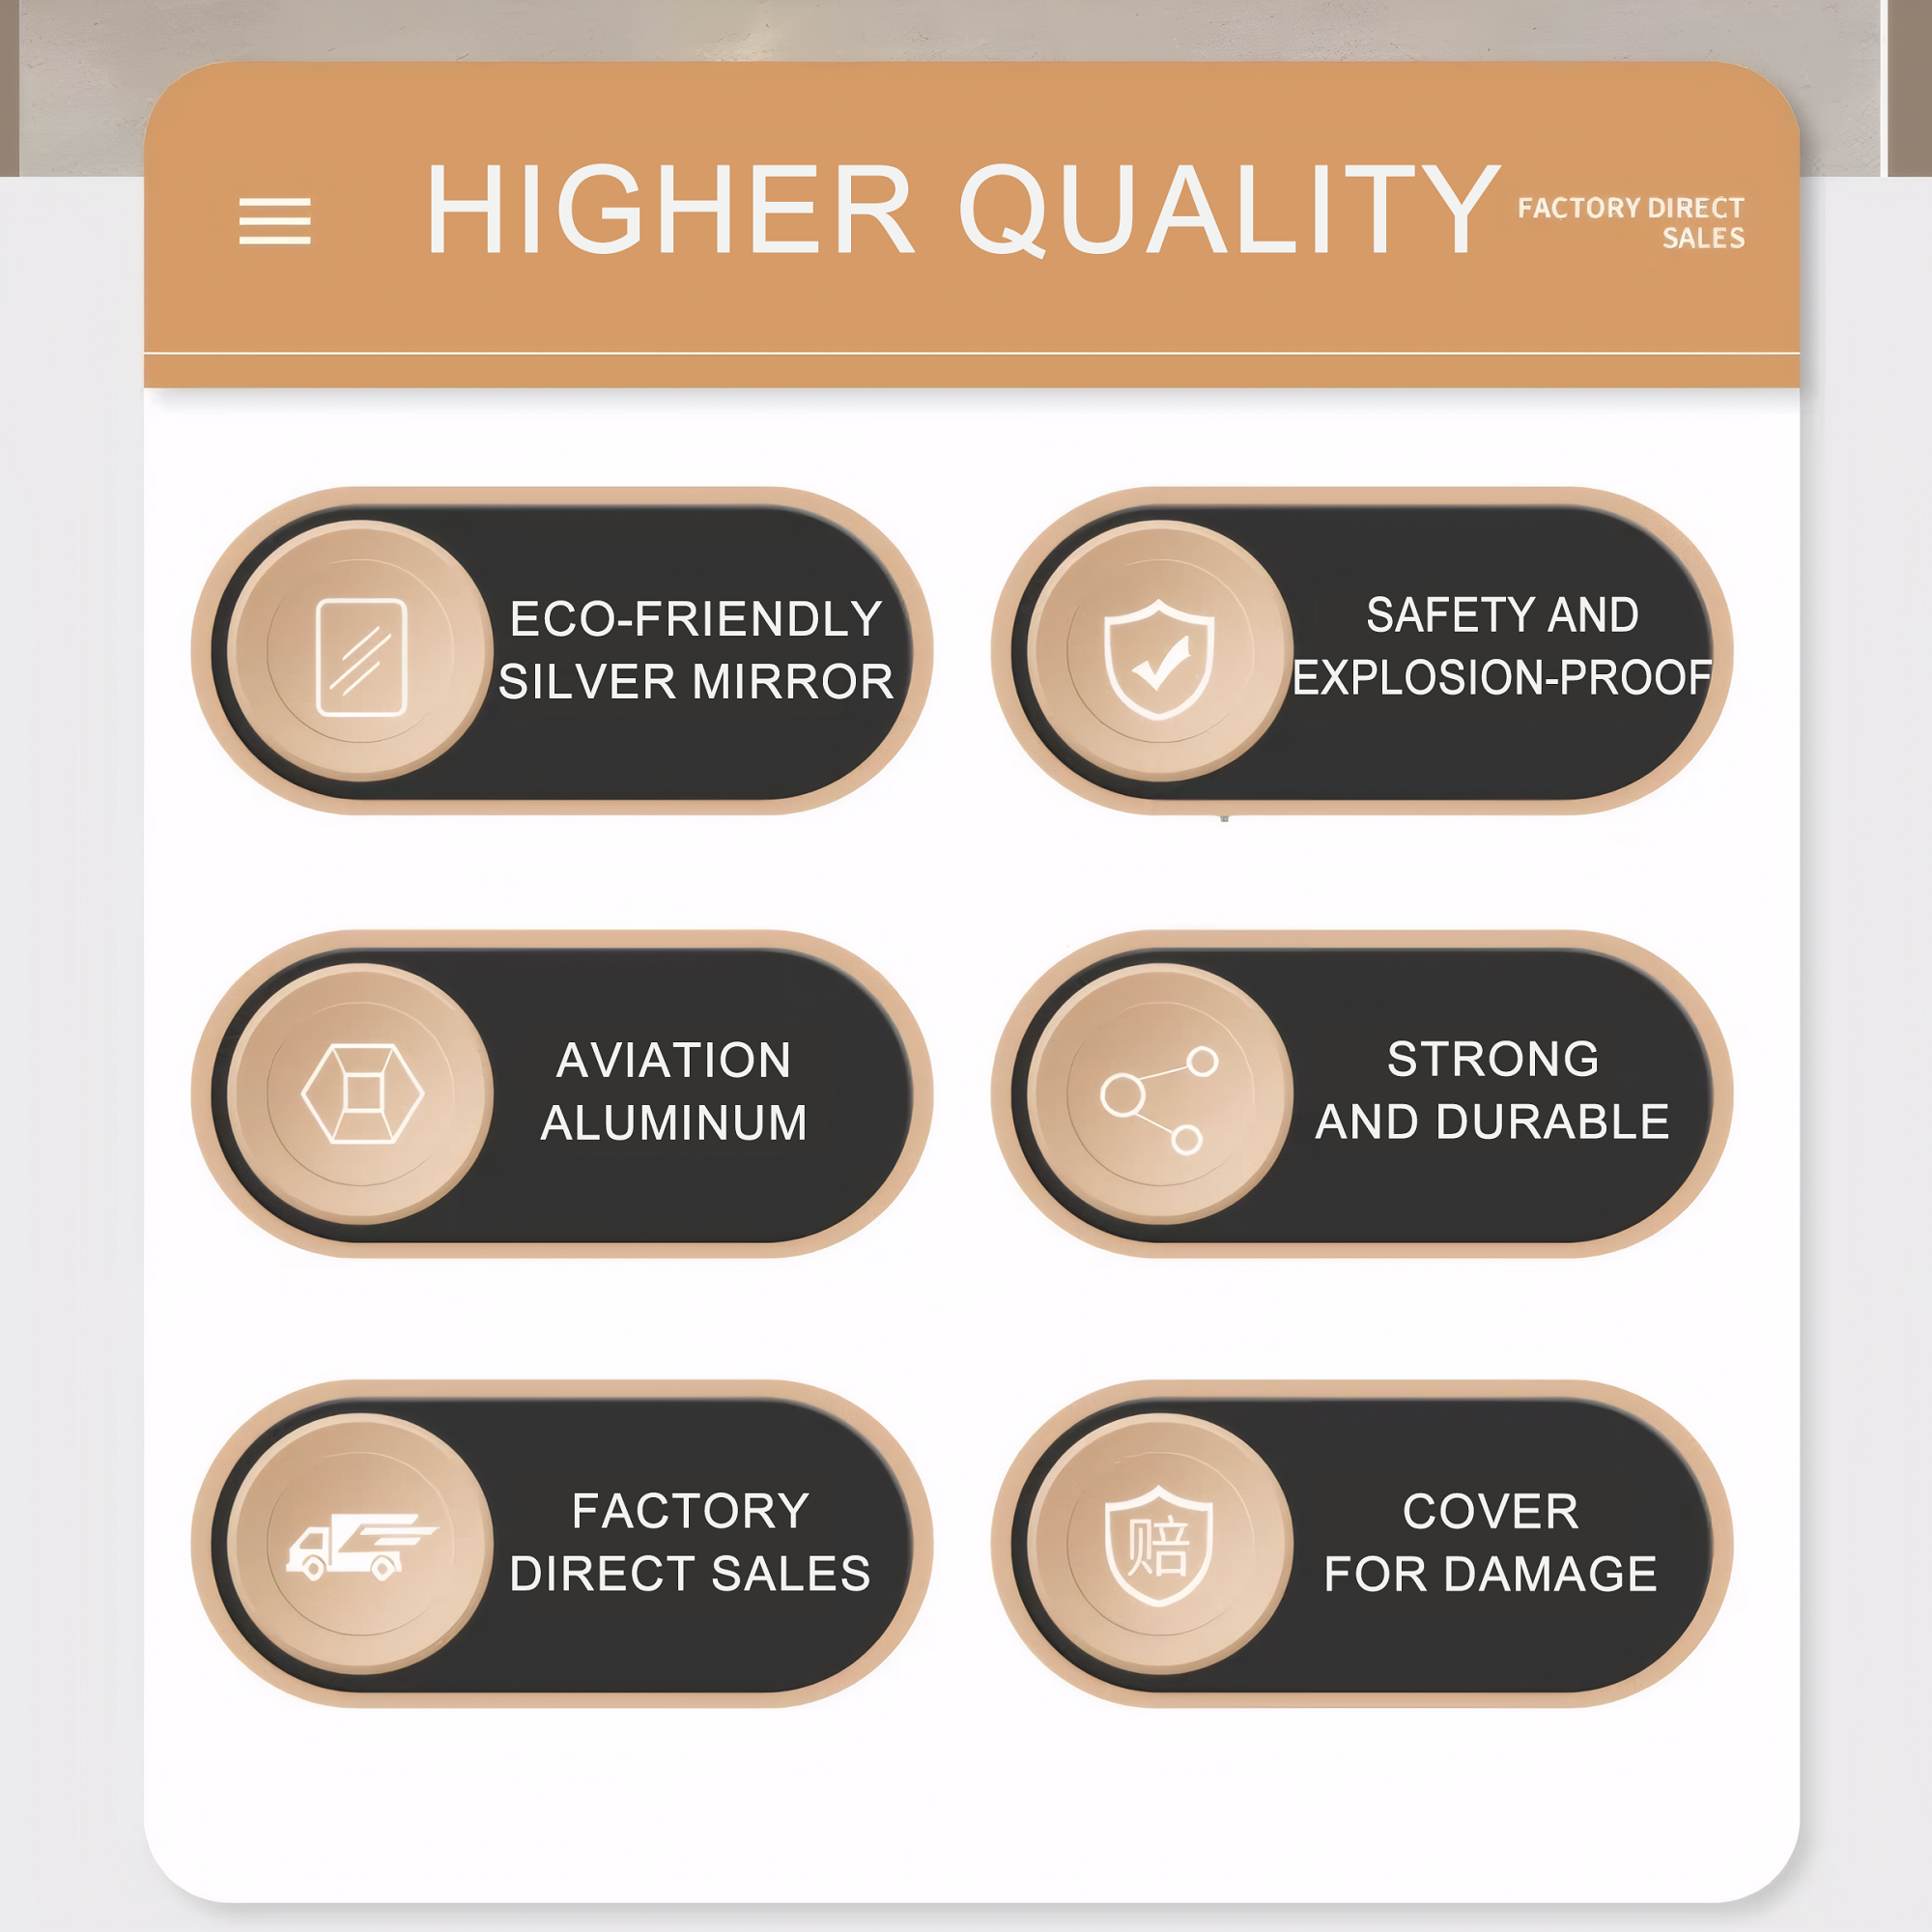 HIGHER QUALITY
FACTORY DIRECT
SALES
ECO-FRIENDLY
SILVER MIRROR
SAFETY AND
EXPLOSION-PROOF
AVIATION
ALUMINUM
STRONG
AND DURABLE
FACTORY
DIRECT SALES
赔
COVER
FOR DAMAGE